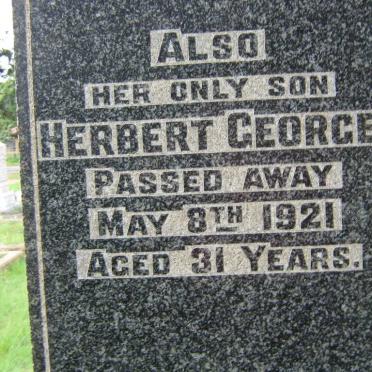 ALSO
HER ONLY SON
HERBERT GEORGE
PASSED AWAY
MAY 8TH 1921
AGED 31 YEARS.